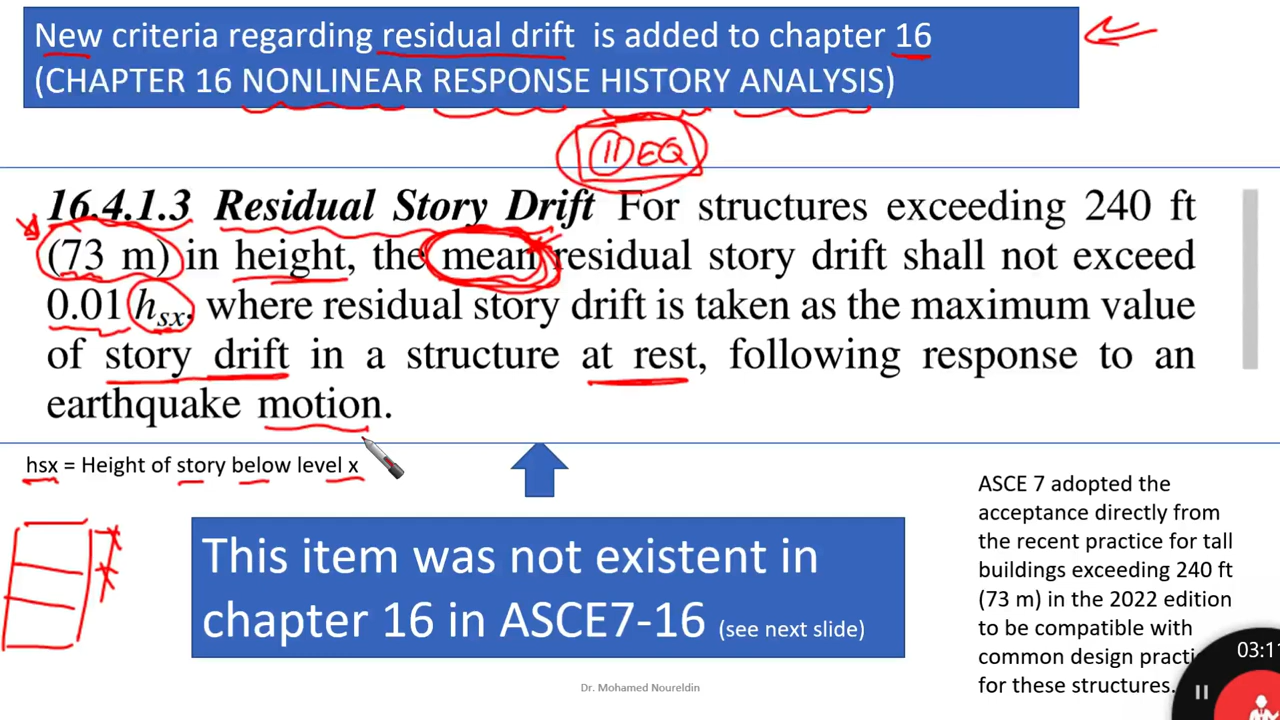 New criteria regarding residual drift is added to chapter 16
(CHAPTER 16 NONLINEAR RESPONSE HISTORY ANALYSIS)
11 EQ
16.4.1.3 Residual Story Drift For structures exceeding 240 ft
(73 m) in height, the mean residual story drift shall not exceed
0.01 hsx, where residual story drift is taken as the maximum value
of story drift in a structure at rest, following response to an
earthquake motion.
hsx = Height of story below level x
This item was not existent in
chapter 16 in ASCE7-16 (see next slide)
ASCE 7 adopted the
acceptance directly from
the recent practice for tall
buildings exceeding 240 ft
(73 m) in the 2022 edition
to be compatible with
common design practi
for these structures.
03:11
Dr. Mohamed Noureldin